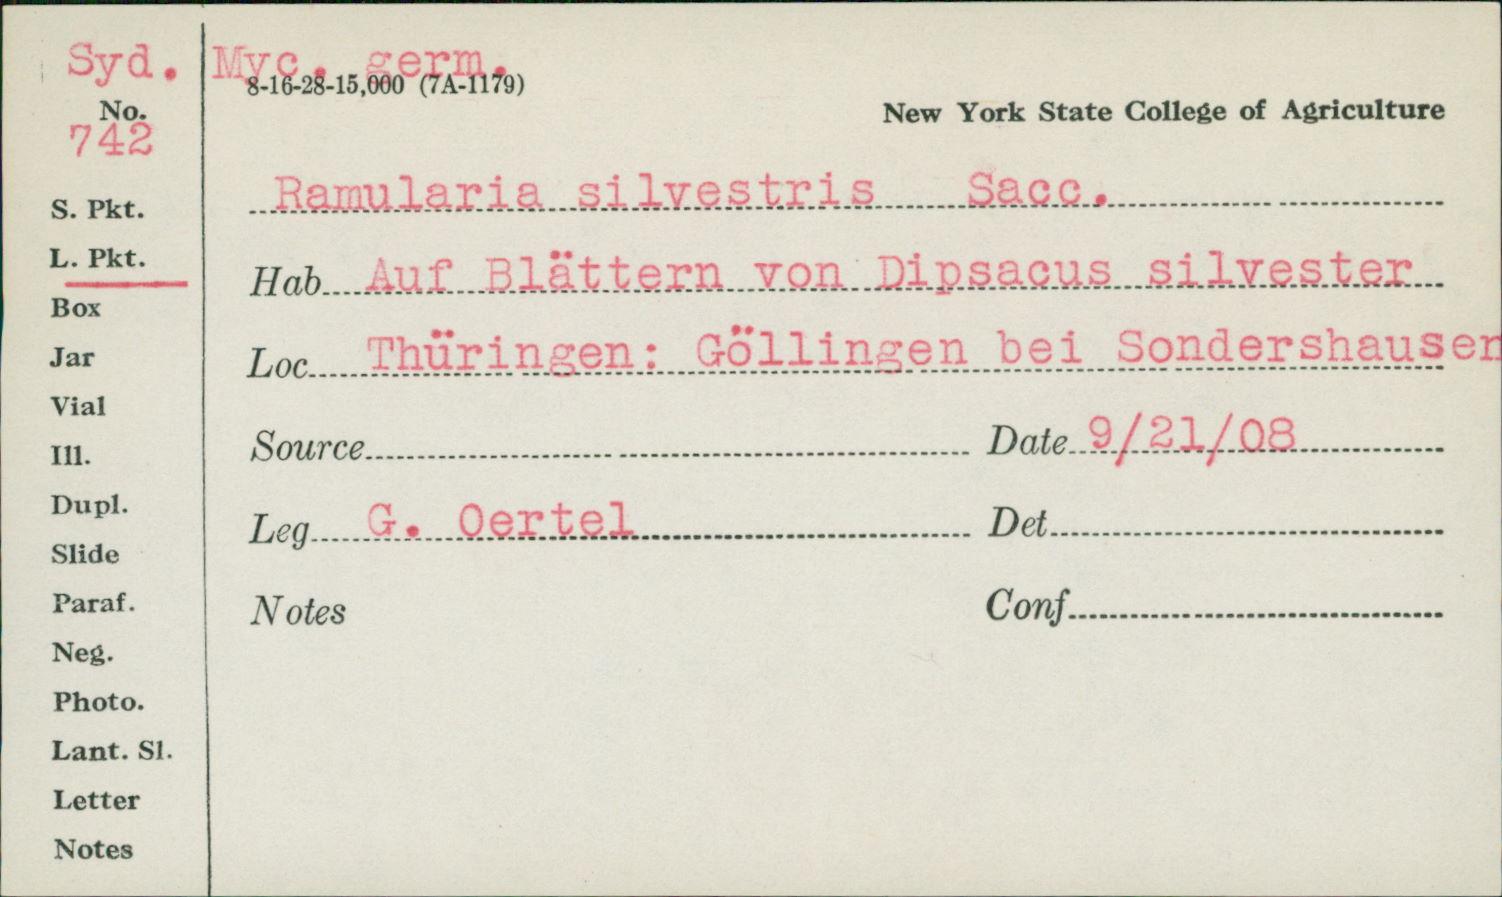 Syd. Myc. germ.
8-16-28-15,000 (7A-1179)
No.
742
New York State College of Agriculture
Ramularia silvestris Sacc.
S. Pkt.
L. Pkt.
Hab Auf Blättern von Dipsacus silvester
Box
Loc Thüringen: Göllingen bei Sondershausen
Jar
Vial
Source Date 9/21/08
Ill.
Dupl.
Leg G. Oertel Det
Slide
Paraf.
Notes Conf
Neg.
Photo.
Lant. Sl.
Letter
Notes